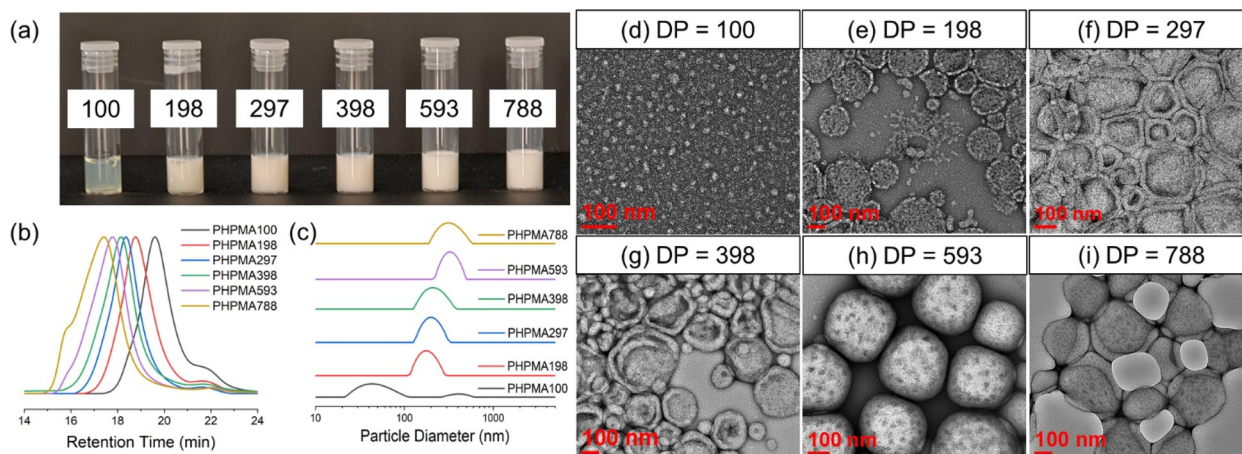 (a)
100 198 297 398 593 788
(b)
PHPMA100
PHPMA198
PHPMA297
PHPMA398
PHPMA593
PHPMA788
14 16 18 20 22 24
Retention Time (min)
(c)
PHPMA788
PHPMA593
PHPMA398
PHPMA297
PHPMA198
PHPMA100
100 1000
Particle Diameter (nm)
(d) DP = 100
100 nm
(e) DP = 198
100 nm
(f) DP = 297
100 nm
(g) DP = 398
100 nm
(h) DP = 593
100 nm
(i) DP = 788
100 nm